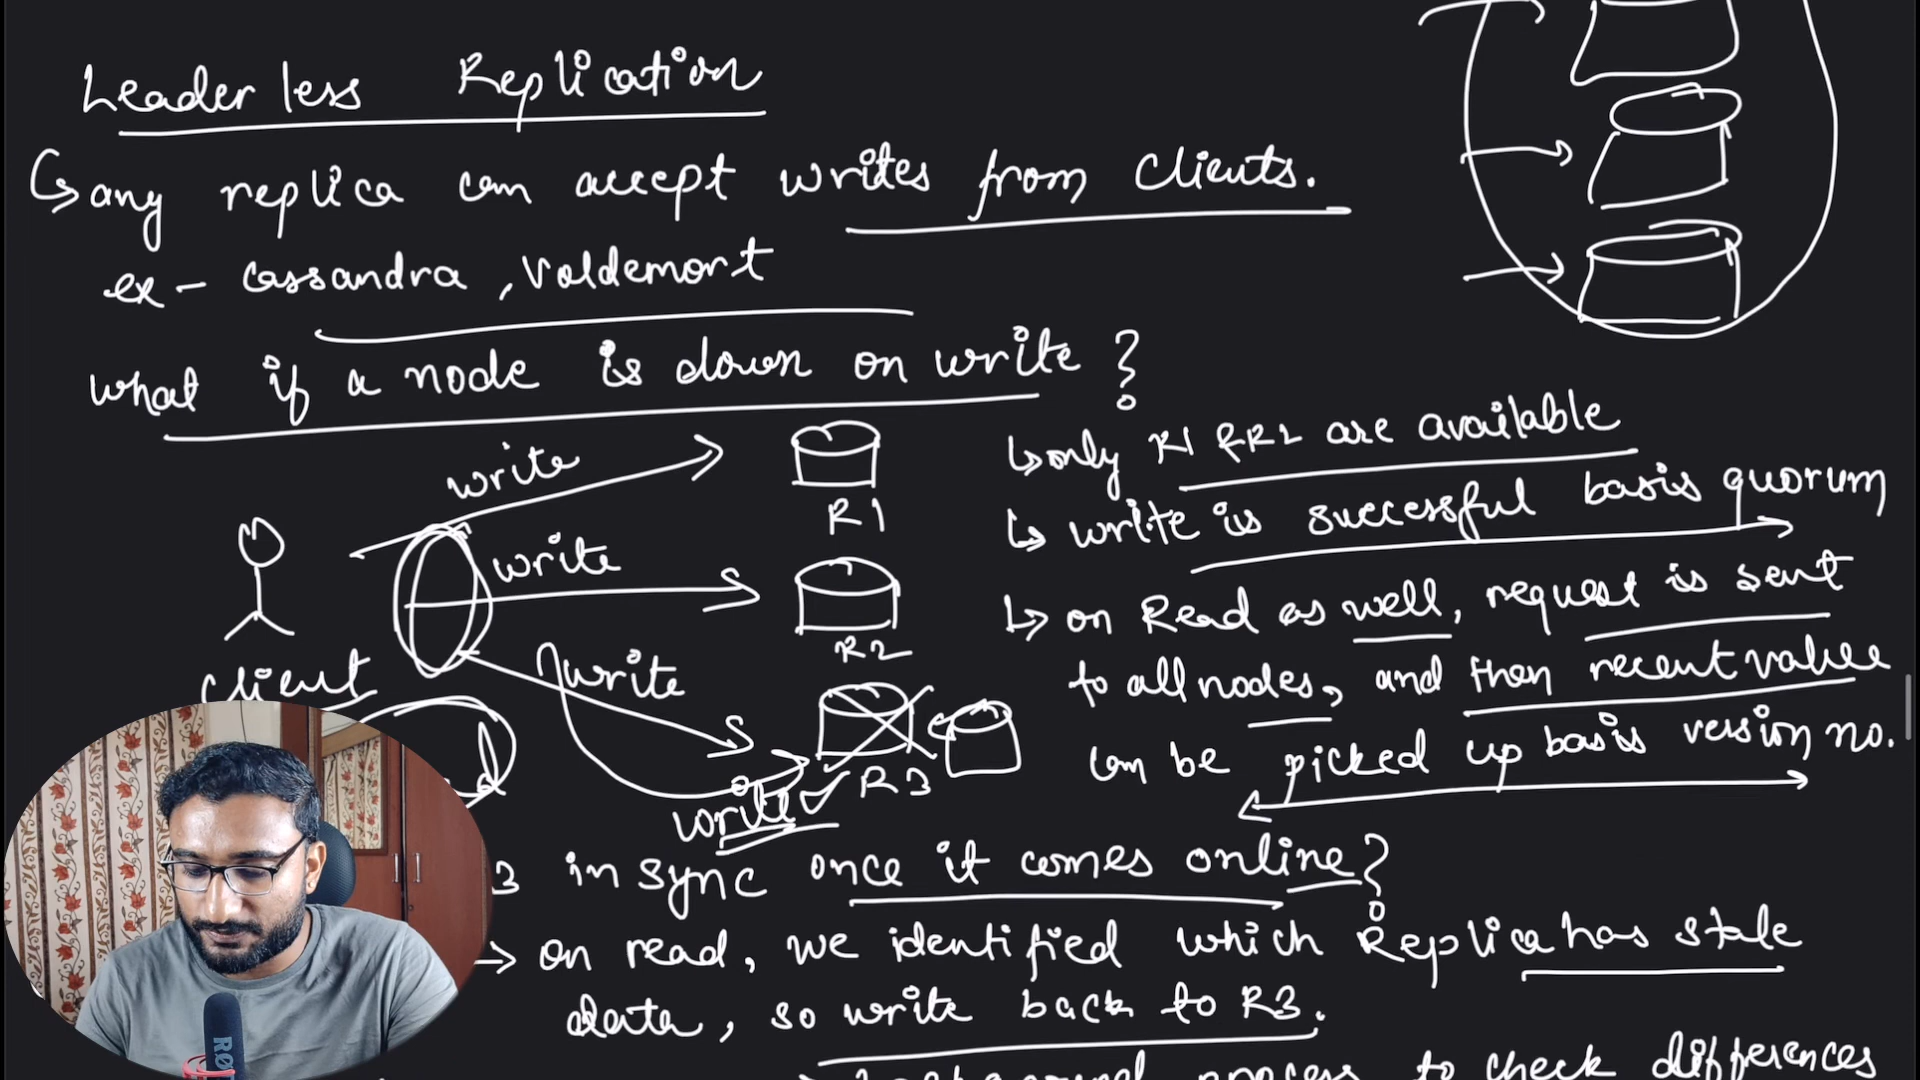 Leaderless Replication
any replica can accept writes from clients.
ex - cassandra, Voldemort
what if a node is down on write?
write
R1
write
R2
client
write
R3
write
↳ only R1 & R2 are available
↳ write is successful basis quorum
↳ on Read as well, request is sent
to all nodes, and then recent value
can be picked up basis version no.
3 in sync once it comes online?
→ on read, we identified which Replica has stale
data, so write back to R3.
process to check differences